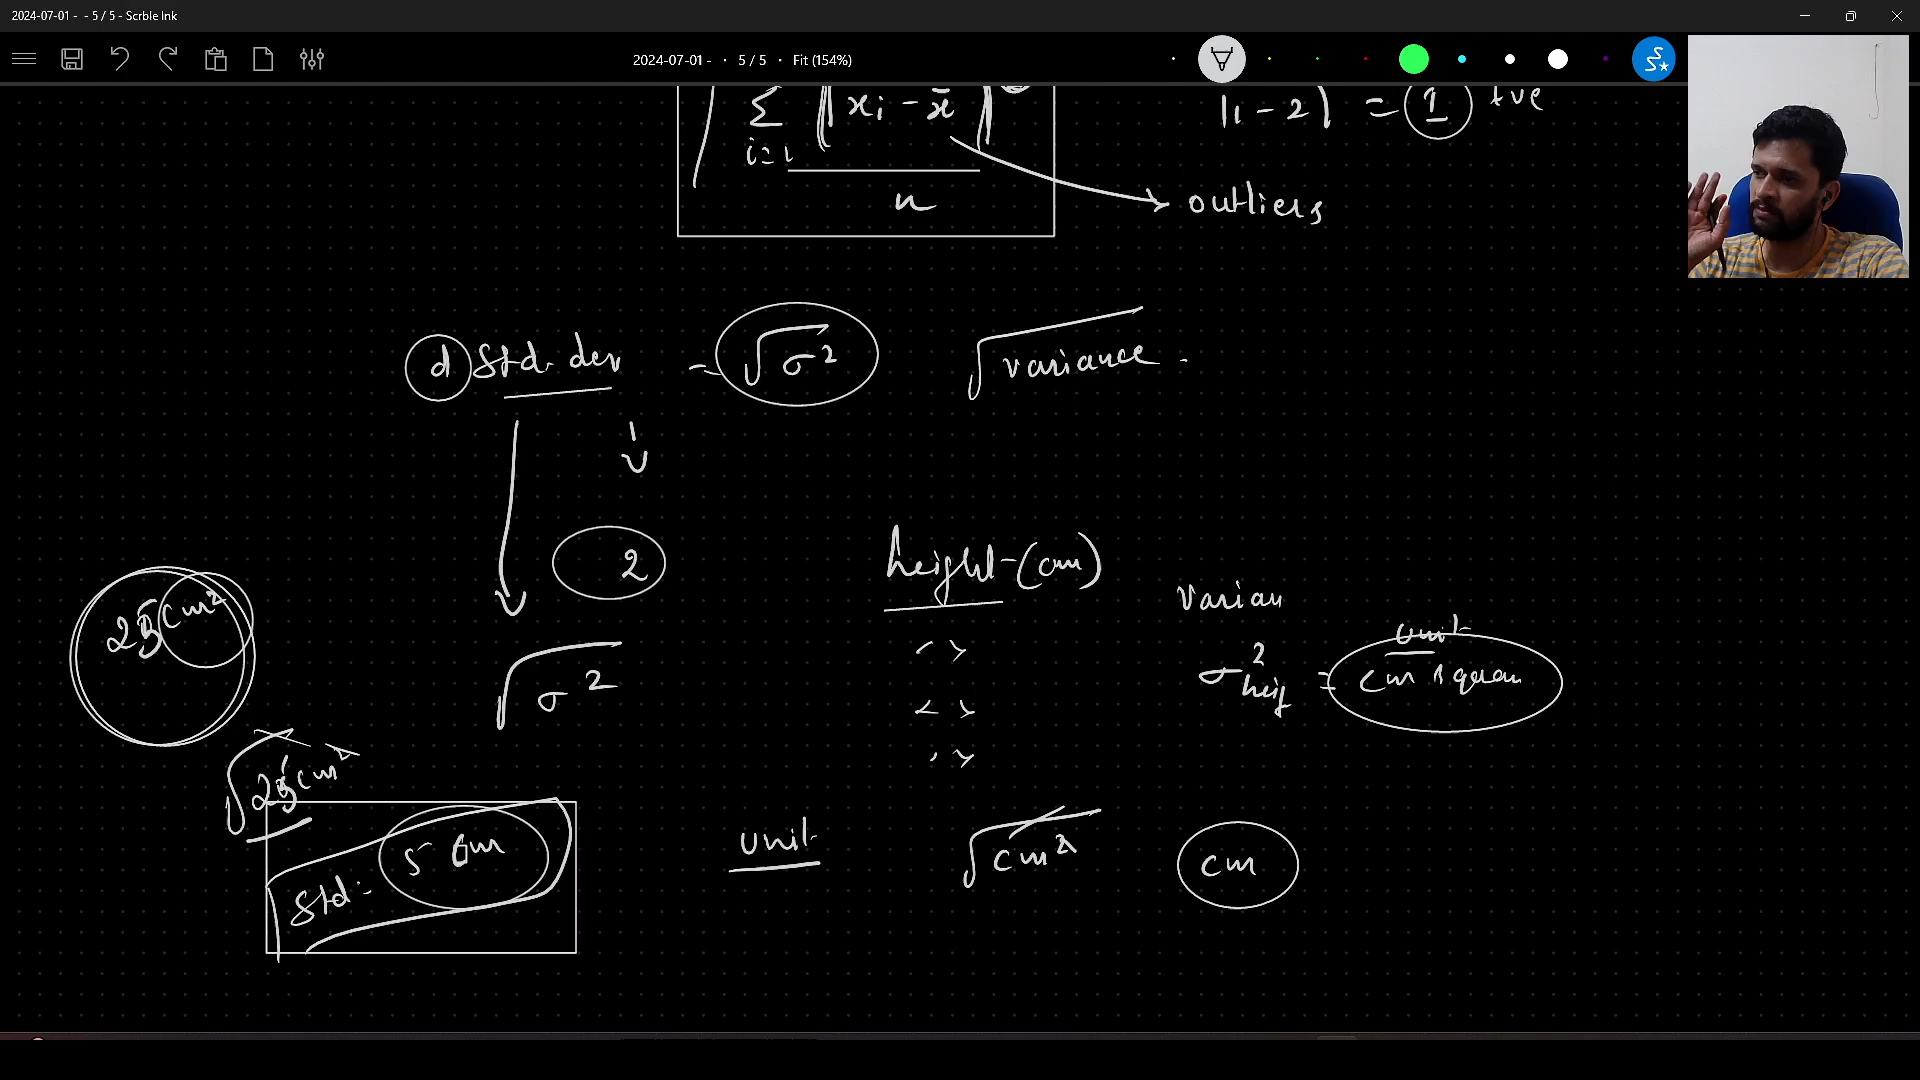 2024-07-01 - - 5 / 5 - Scrble Ink
2024-07-01 - • 5 / 5 • Fit (154%)
∑ |xi - x̄|
i=1
n
|1 - 2| = 1 +ve
outliers
d Std. dev = √σ² √variance
2
height-(cm)
25 cm²
Varian
unit
σ² heig = cm square
√σ²
√25 cm²
Std: 5 cm
unit √cm² cm